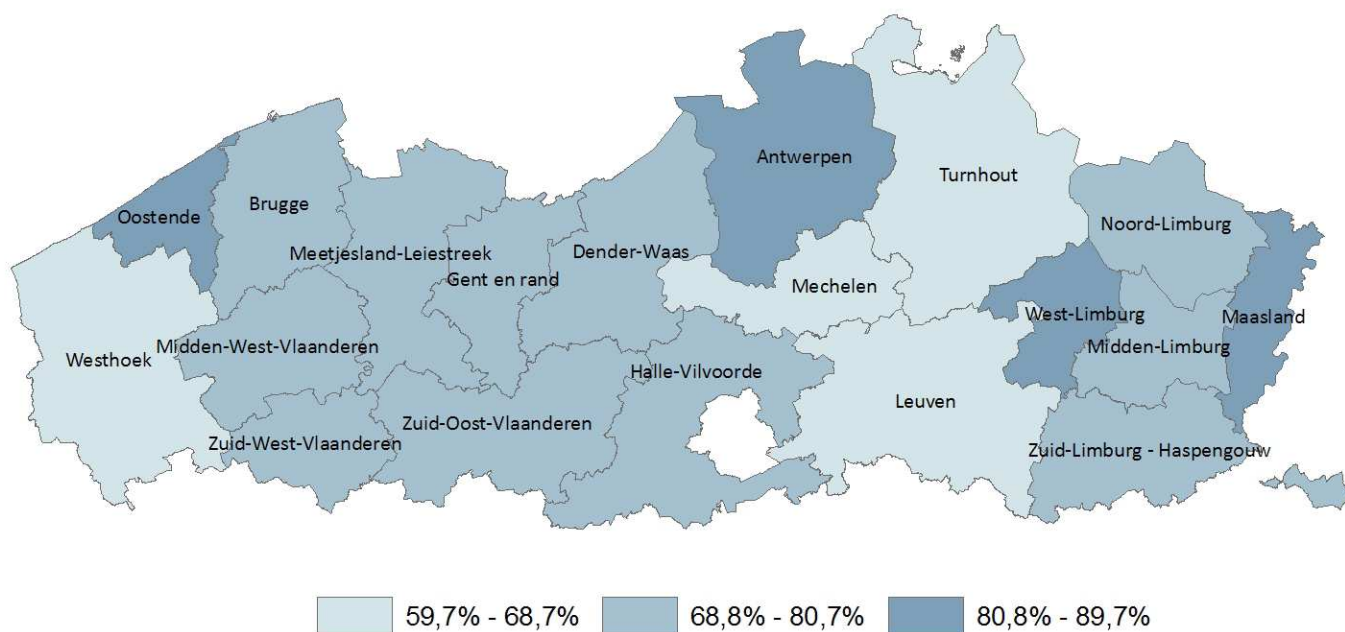 Antwerpen
Turnhout
Oostende
Brugge
Noord-Limburg
Meetjesland-Leiestreek
Dender-Waas
Gent en rand
Mechelen
West-Limburg
Maasland
Midden-West-Vlaanderen
Midden-Limburg
Westhoek
Halle-Vilvoorde
Leuven
Zuid-Oost-Vlaanderen
Zuid-West-Vlaanderen
Zuid-Limburg - Haspengouw
59,7% - 68,7% 68,8% - 80,7% 80,8% - 89,7%